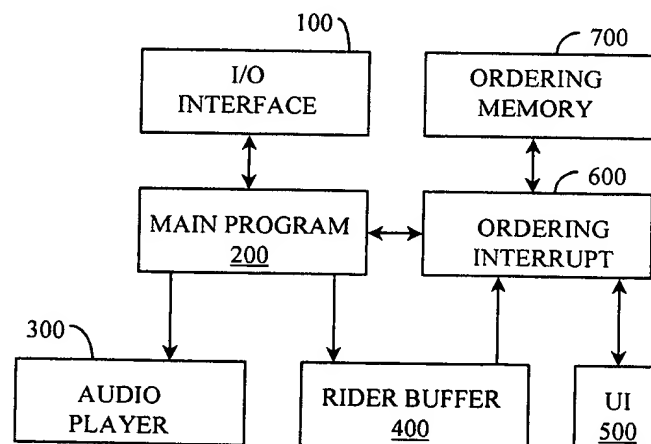 100
I/O
INTERFACE
700
ORDERING
MEMORY
MAIN PROGRAM
200
600
ORDERING
INTERRUPT
300
AUDIO
PLAYER
RIDER BUFFER
400
UI
500